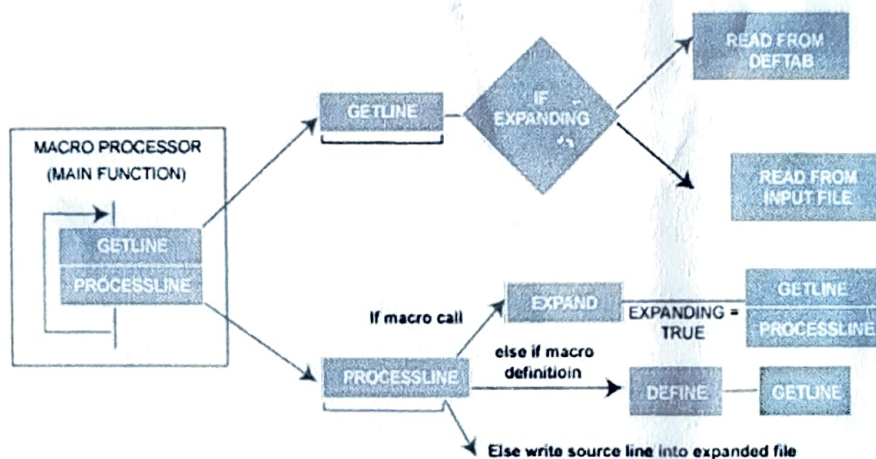 READ FROM
DEFTAB
GETLINE
IF
EXPANDING
MACRO PROCESSOR
(MAIN FUNCTION)
READ FROM
INPUT FILE
GETLINE
PROCESSLINE
EXPAND
EXPANDING =
TRUE
GETLINE
PROCESSLINE
If macro call
else if macro
definitioin
PROCESSLINE
DEFINE
GETLINE
Else write source line into expanded file